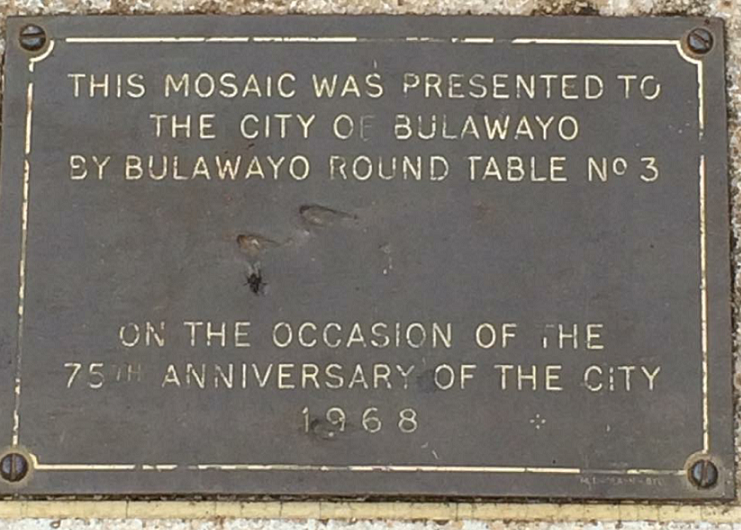 THIS MOSAIC WAS PRESENTED TO
THE CITY OF BULAWAYO
BY BULAWAYO ROUND TABLE Nº 3
ON THE OCCASION OF THE
75TH ANNIVERSARY OF THE CITY
1968